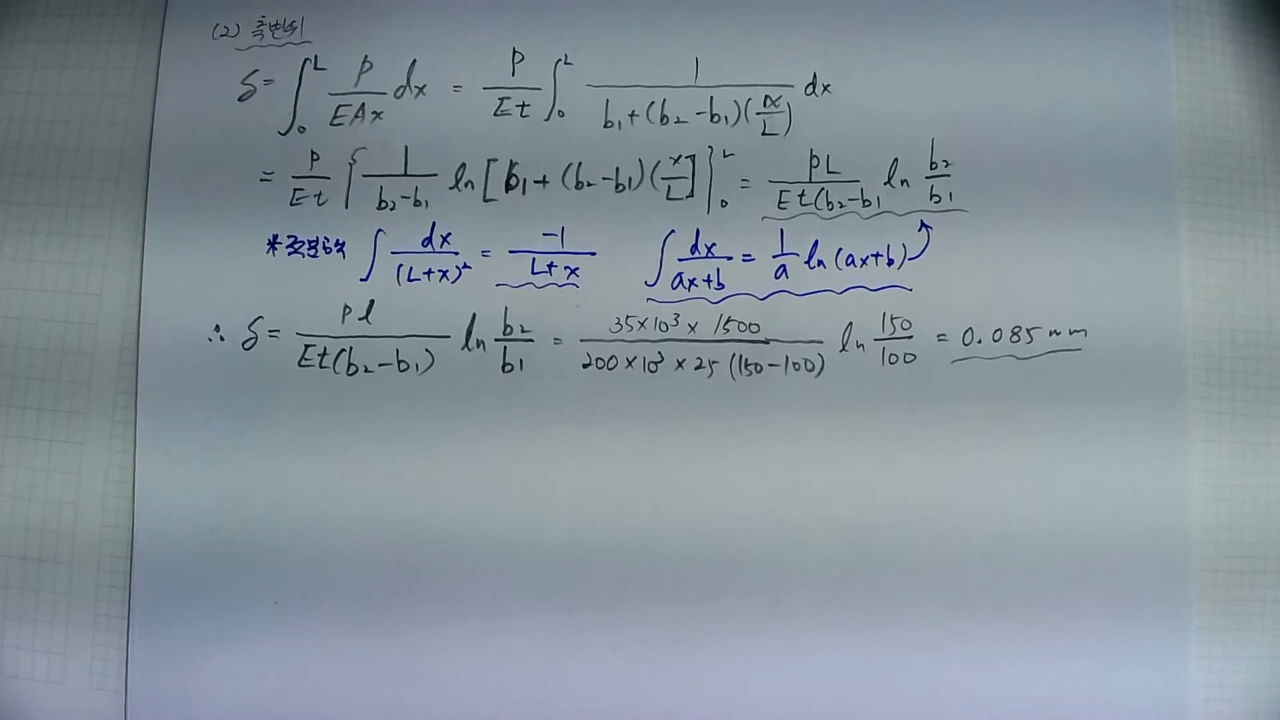 (2) 축변위
δ = ∫₀ᴸ P/(EAx) dx = P/(Et) ∫₀ᴸ 1/(b₁+(b₂-b₁)(x/L)) dx
= P/(Et) [ 1/(b₂-b₁) ln[b₁+(b₂-b₁)(x/L)] ]₀ᴸ = PL/(Et(b₂-b₁) ln b₂/b₁
* ∫ dx/(L+x)² = -1/(L+x) ∫ dx/(ax+b) = 1/a ln(ax+b)
∴ δ = Pl/(Et(b₂-b₁)) ln b₂/b₁ = (35×10³×1500)/(200×10³×25(150-100)) ln 150/100 = 0.085mm